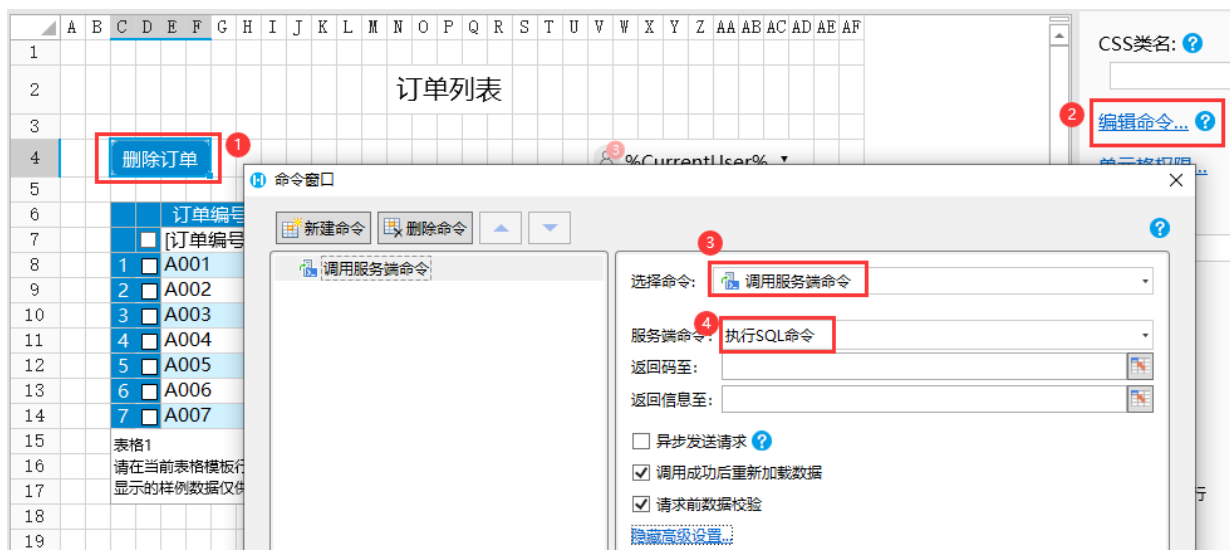 A B C D E F G H I J K L M N O P Q R S T U V W X Y Z AA AB AC AD AE AF
CSS类名: ?
1
2 订单列表
3
2 编辑命令... ?
4 删除订单 1 3 %CurrentUser%
单元格权限...
命令窗口
5
6 订单编号
新建命令 删除命令 ?
7 [订单编号
3
8 1 A001
调用服务端命令
选择命令: 调用服务端命令
9 2 A002
10 3 A003
4
11 4 A004
服务端命令: 执行SQL命令
12 5 A005
返回码至:
13 6 A006
返回信息至:
14 7 A007
15 表格1
异步发送请求 ?
16 请在当前表格模板行
调用成功后重新加载数据
17 显示的样例数据仅供
行
请求前数据校验
18
隐藏高级设置...
19